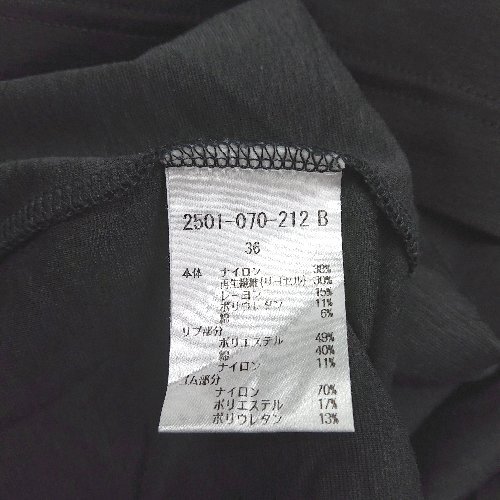 2501-070-212 B
36
本体 ナイロン 38%
再生繊維(リヨセル) 30%
レーヨン 15%
ポリウレタン 11%
綿 6%
リブ部分
ポリエステル 49%
綿 40%
ナイロン 11%
ゴム部分
ナイロン 70%
ポリエステル 17%
ポリウレタン 13%